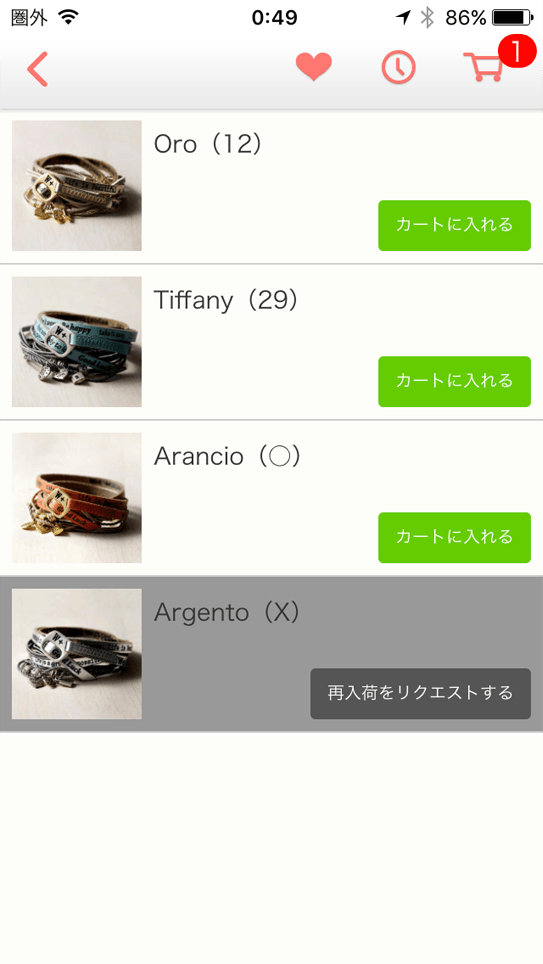 圏外 0:49 86%
1
Oro（12）
カートに入れる
Tiffany（29）
カートに入れる
Arancio（○）
カートに入れる
Argento（X）
再入荷をリクエストする